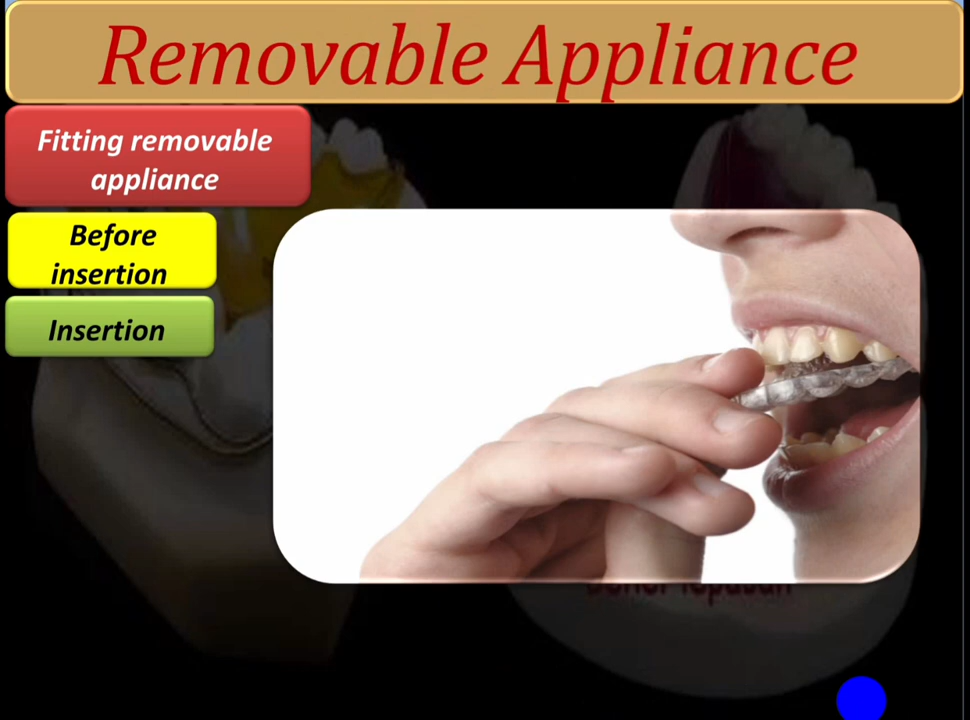 Removable Appliance
Fitting removable
appliance
Before
insertion
Insertion